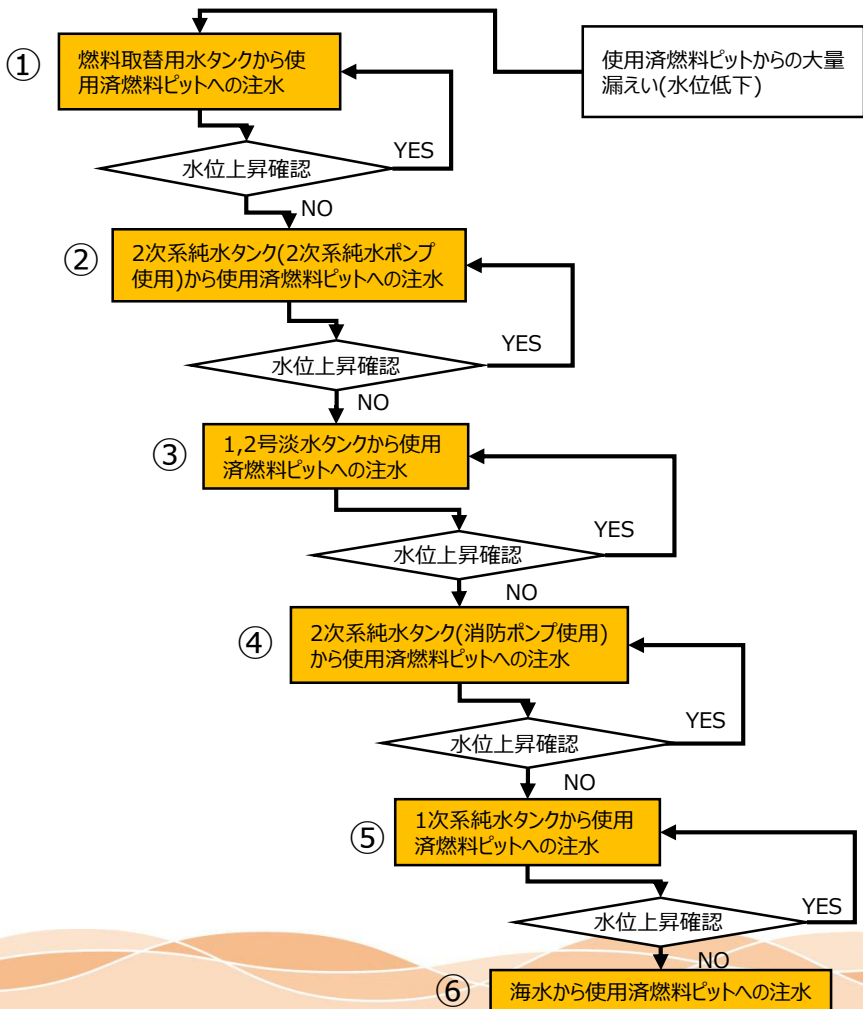 ①
燃料取替用水タンクから使
用済燃料ピットへの注水
使用済燃料ピットからの大量
漏えい(水位低下)
水位上昇確認
YES
NO
②
2次系純水タンク(2次系純水ポンプ
使用)から使用済燃料ピットへの注水
水位上昇確認
YES
NO
③
1,2号淡水タンクから使用
済燃料ピットへの注水
水位上昇確認
YES
NO
④
2次系純水タンク(消防ポンプ使用)
から使用済燃料ピットへの注水
水位上昇確認
YES
NO
⑤
1次系純水タンクから使用
済燃料ピットへの注水
水位上昇確認
YES
NO
⑥
海水から使用済燃料ピットへの注水